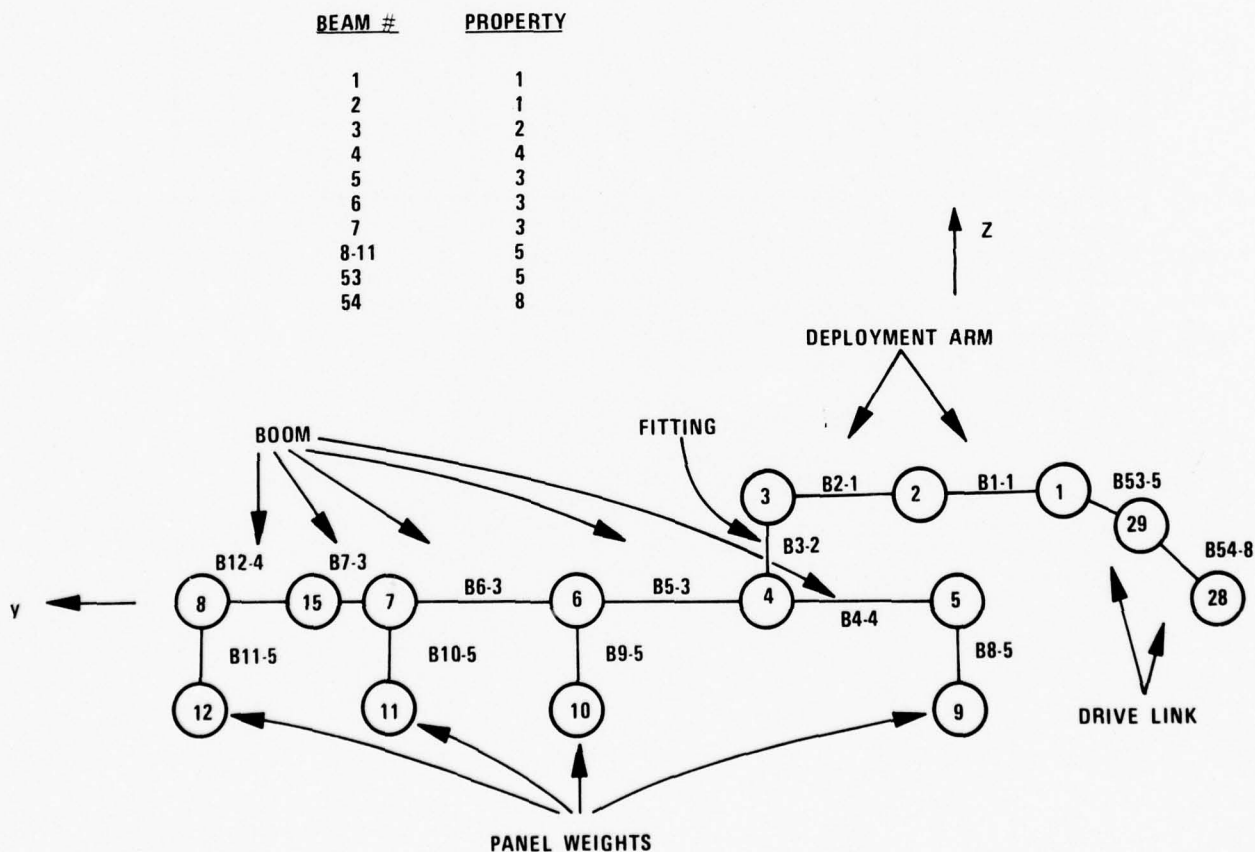 BEAM # PROPERTY
1 1
2 1
3 2
4 4
5 3
6 3
7 3
8-11 5
53 5
54 8
Z
DEPLOYMENT ARM
BOOM
FITTING
3 B2-1 2 B1-1 1 B53-5
29
B3-2
B54-8
B12-4 B7-3
y 8 15 7 B6-3 6 B5-3 4 B4-4 5 28
B11-5 B10-5 B9-5 B8-5
12 11 10 9
DRIVE LINK
PANEL WEIGHTS